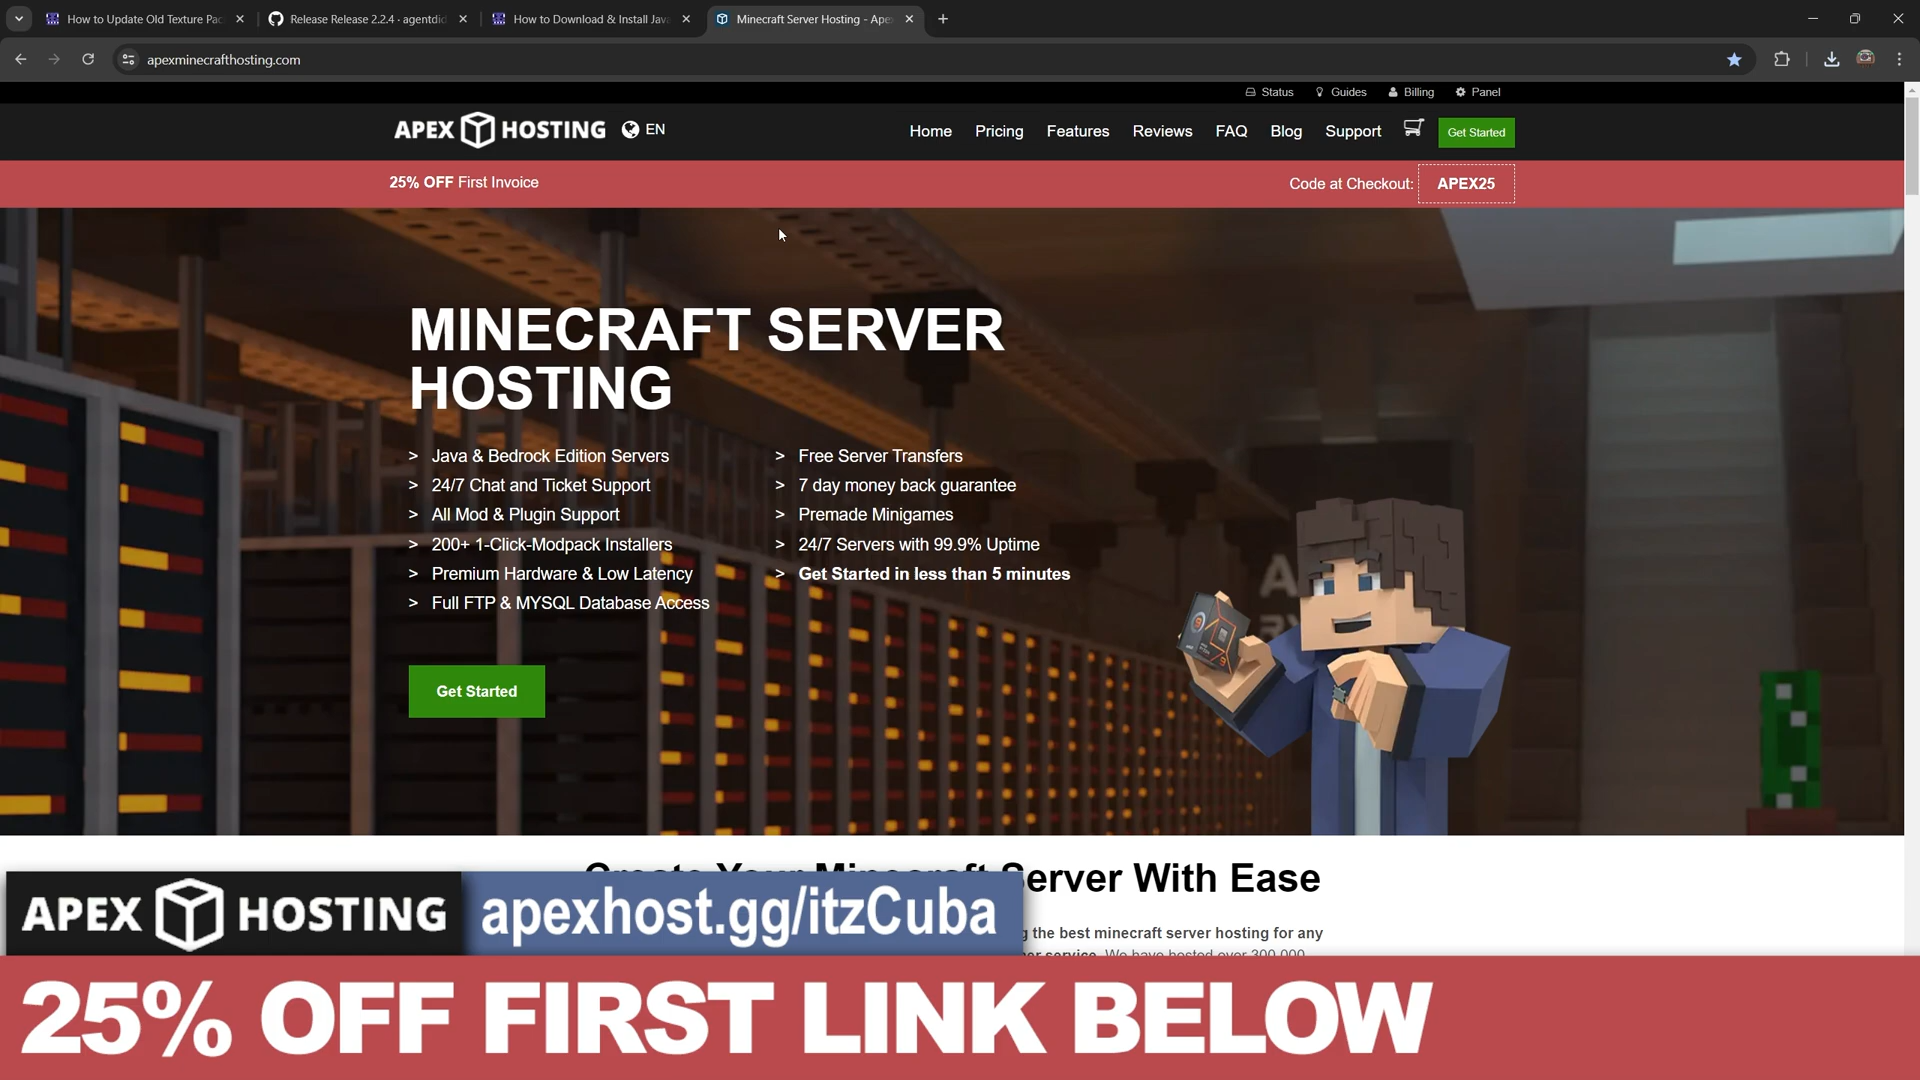 How to Update Old Texture Pac
Release Release 2.2.4 · agentdid
How to Download & Install Java
Minecraft Server Hosting - Apex
apexminecrafthosting.com
Status
Guides
Billing
Panel
APEX HOSTING
EN
Home
Pricing
Features
Reviews
FAQ
Blog
Support
Get Started
25% OFF First Invoice
Code at Checkout: APEX25
MINECRAFT SERVER
HOSTING
> Java & Bedrock Edition Servers
> 24/7 Chat and Ticket Support
> All Mod & Plugin Support
> 200+ 1-Click-Modpack Installers
> Premium Hardware & Low Latency
> Full FTP & MYSQL Database Access
> Free Server Transfers
> 7 day money back guarantee
> Premade Minigames
> 24/7 Servers with 99.9% Uptime
> Get Started in less than 5 minutes
Get Started
Create Your Minecraft Server With Ease
the best minecraft server hosting for any
service. We have hosted over 300,000
APEX HOSTING
apexhost.gg/itzCuba
25% OFF FIRST LINK BELOW